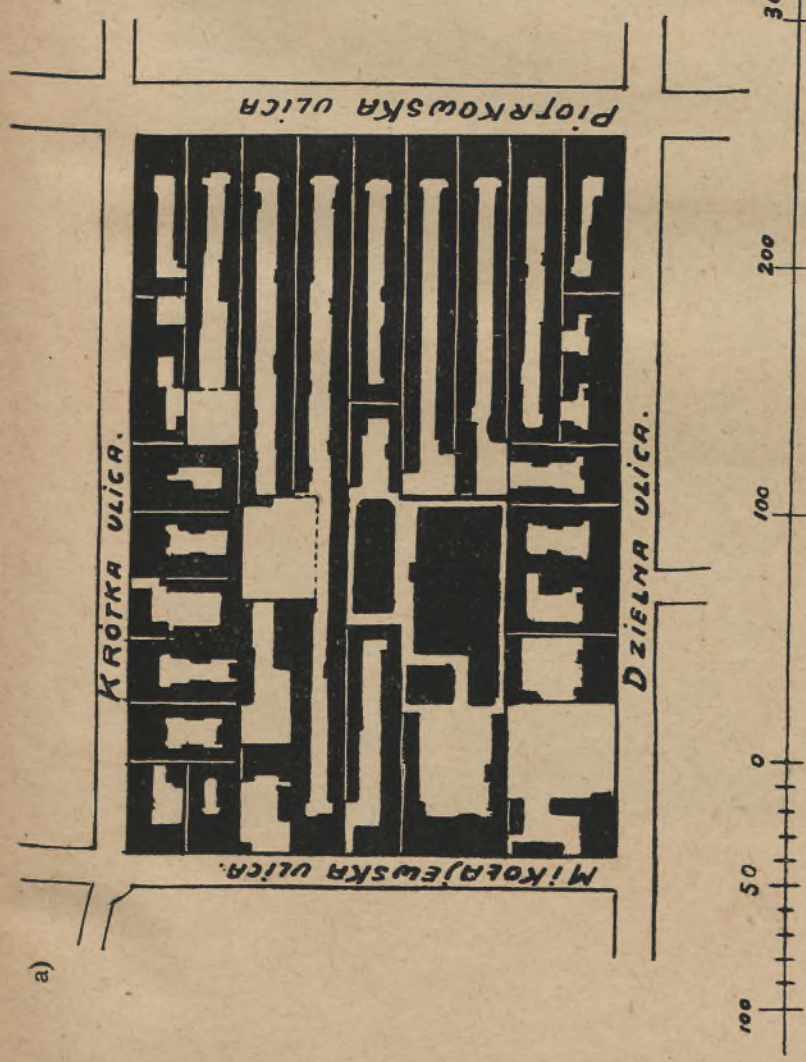 a)
KRÓTKA ULICA.
PIOTRKOWSKA ULICA
MIKOŁAJEWSKA ULICA.
DZIELNA ULICA.
100 50 0 100 200